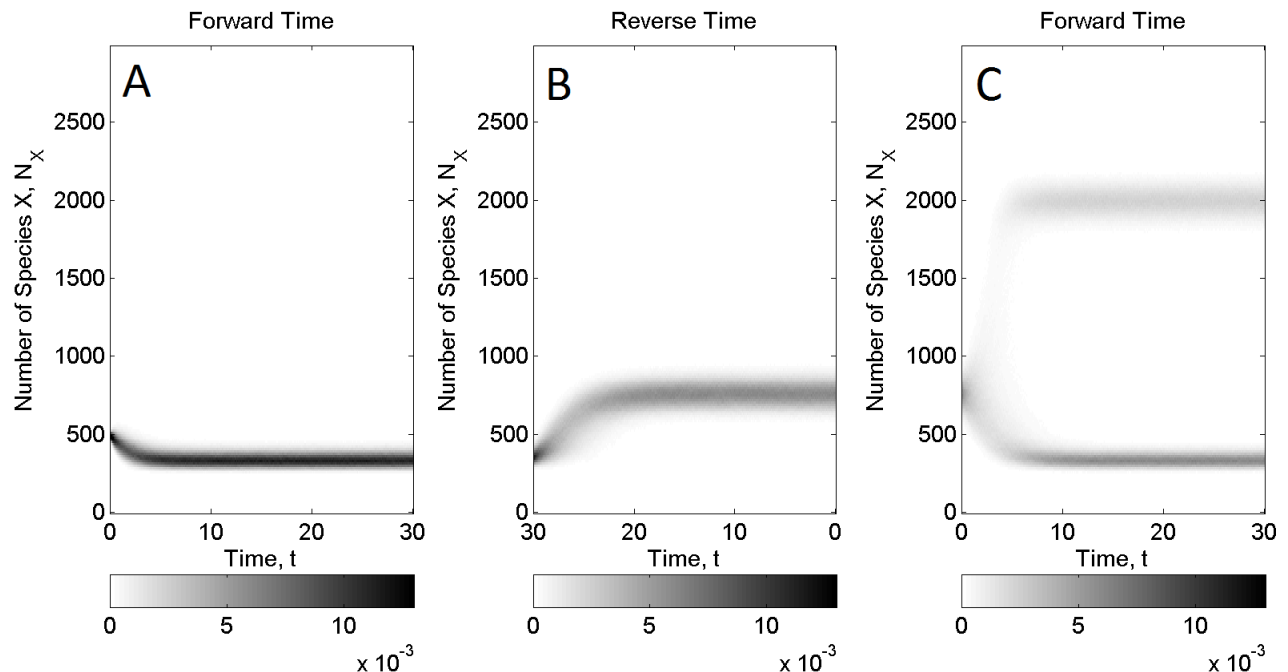 Forward Time
A
Number of Species X, N_X
2500
2000
1500
1000
500
0
0 10 20 30
Time, t
0 5 10
x 10^-3
Reverse Time
B
Number of Species X, N_X
2500
2000
1500
1000
500
0
30 20 10 0
Time, t
0 5 10
x 10^-3
Forward Time
C
Number of Species X, N_X
2500
2000
1500
1000
500
0
0 10 20 30
Time, t
0 5 10
x 10^-3